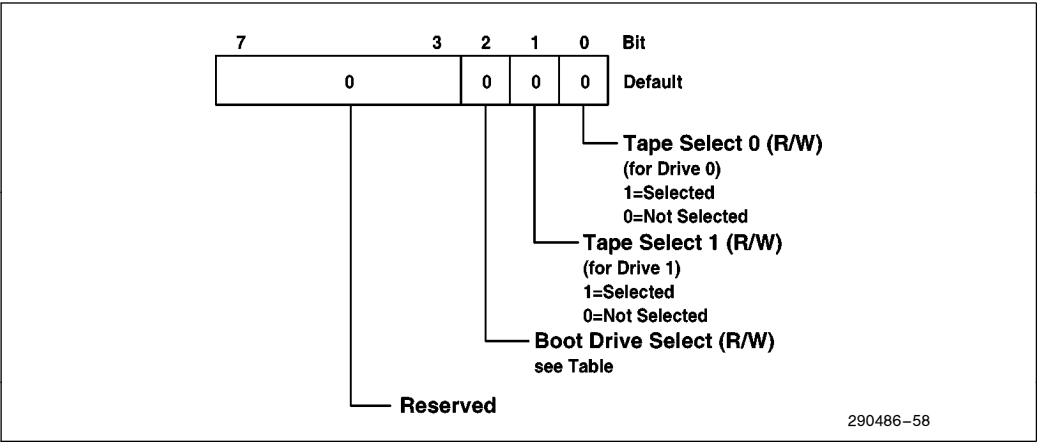 7 3 2 1 0 Bit
0 0 0 0 Default
Tape Select 0 (R/W)
(for Drive 0)
1=Selected
0=Not Selected
Tape Select 1 (R/W)
(for Drive 1)
1=Selected
0=Not Selected
Boot Drive Select (R/W)
see Table
Reserved
290486–58